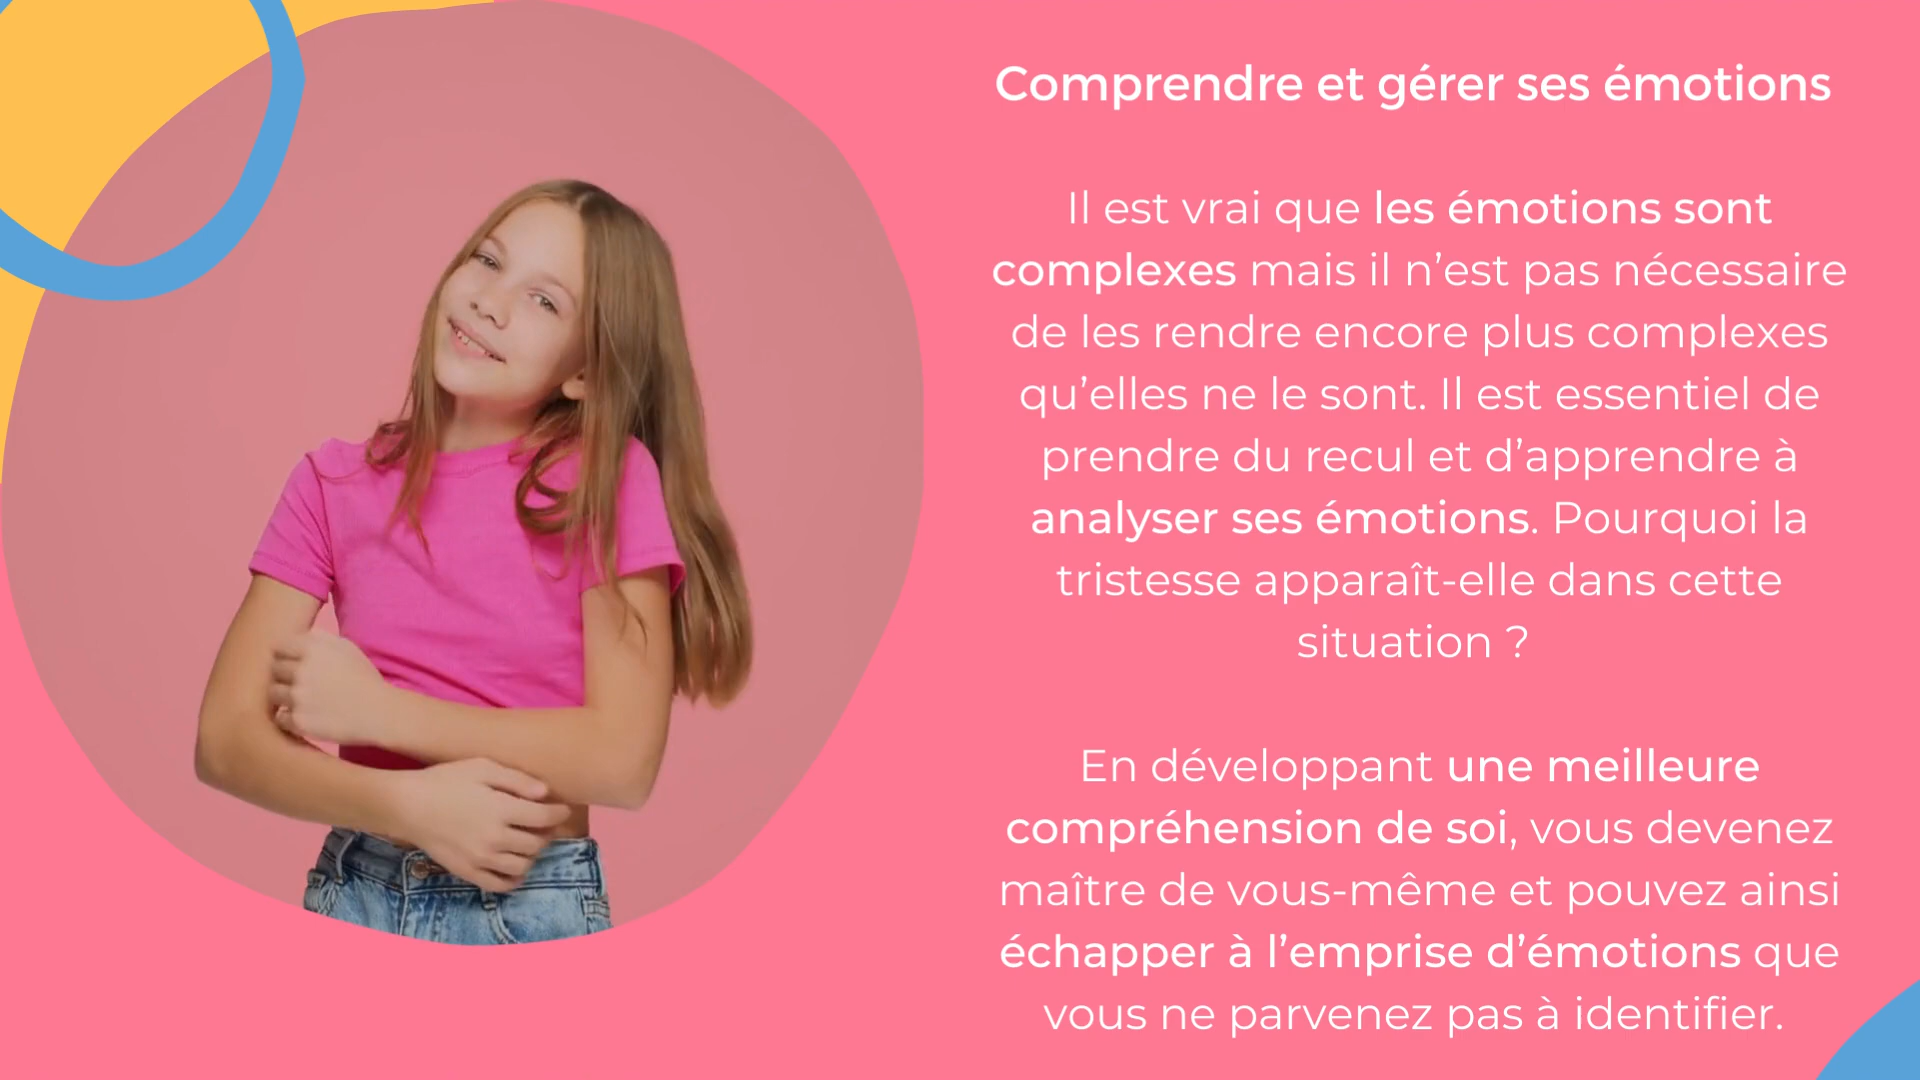 Comprendre et gérer ses émotions
Il est vrai que les émotions sont
complexes mais il n’est pas nécessaire
de les rendre encore plus complexes
qu’elles ne le sont. Il est essentiel de
prendre du recul et d’apprendre à
analyser ses émotions. Pourquoi la
tristesse apparaît-elle dans cette
situation ?
En développant une meilleure
compréhension de soi, vous devenez
maître de vous-même et pouvez ainsi
échapper à l’emprise d’émotions que
vous ne parvenez pas à identifier.